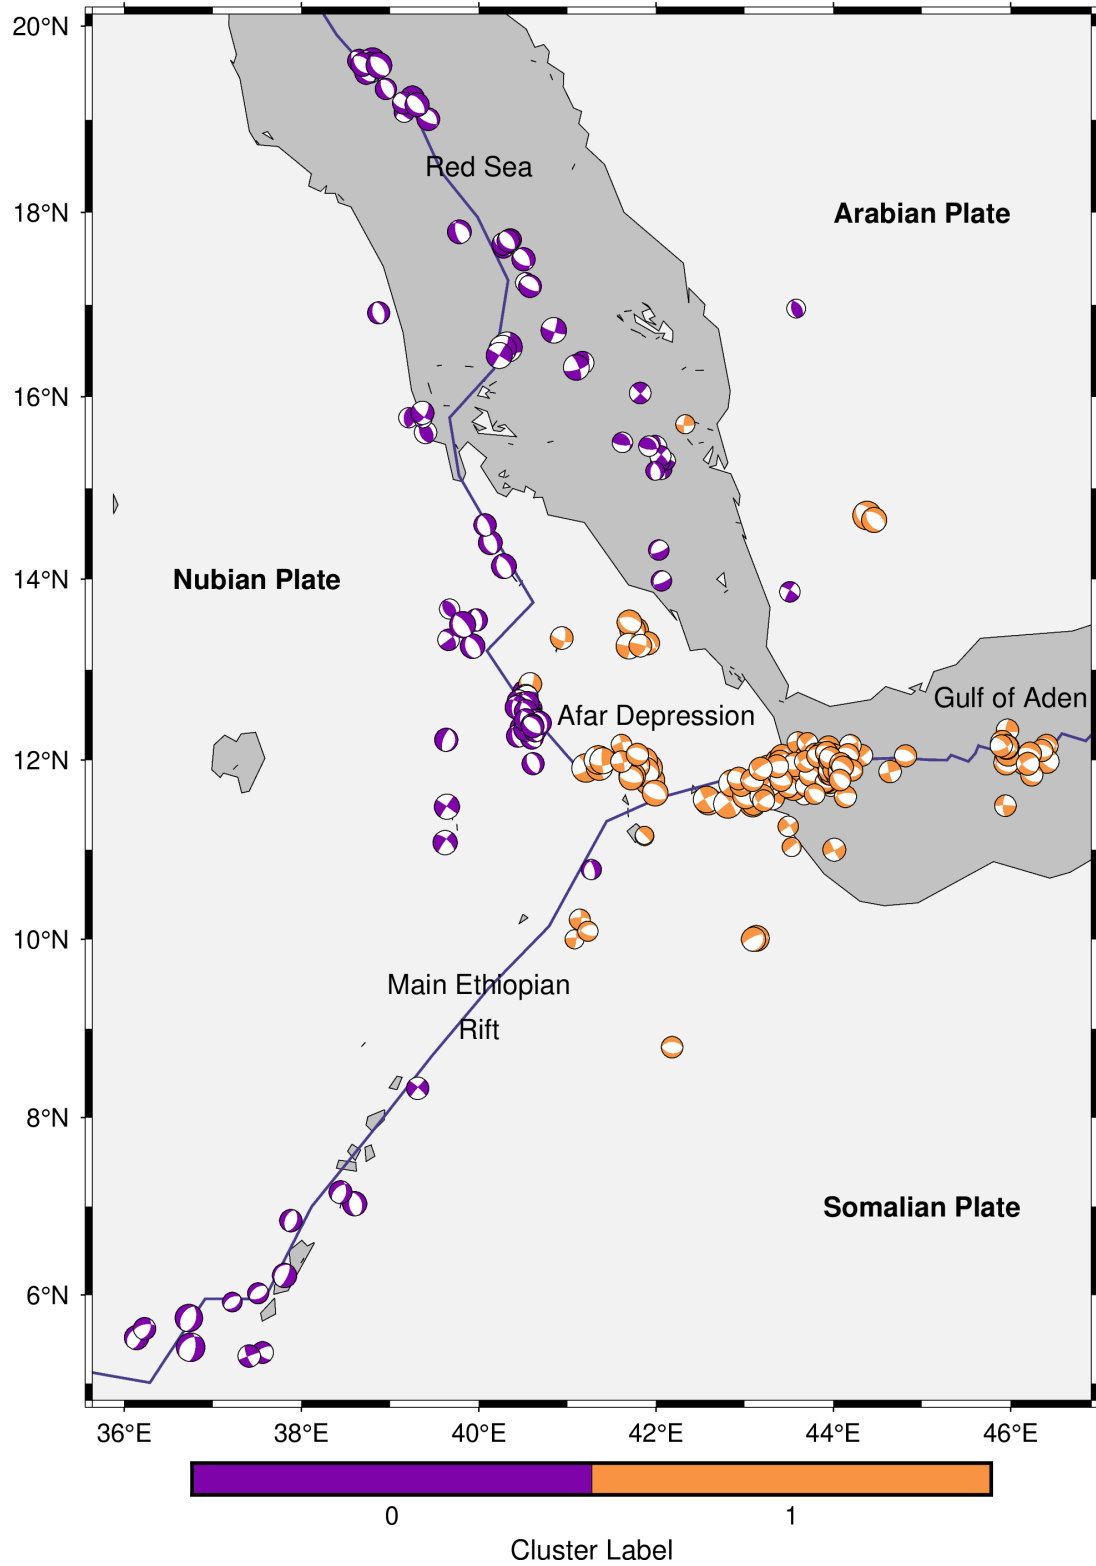 20°N
Red Sea
18°N
Arabian Plate
16°N
14°N
Nubian Plate
Gulf of Aden
Afar Depression
12°N
10°N
Main Ethiopian
Rift
8°N
Somalian Plate
6°N
36°E 38°E 40°E 42°E 44°E 46°E
0 1
Cluster Label